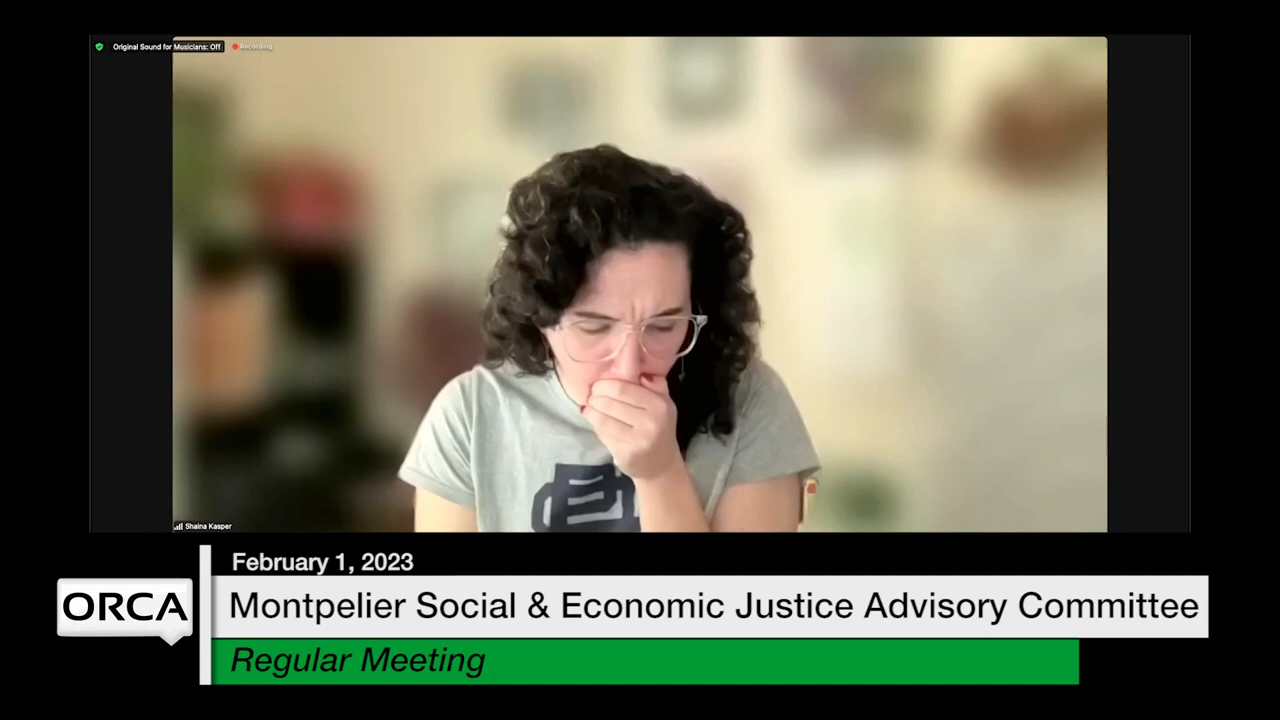 Original Sound for Musicians: Off
Recording
Shaina Kasper
February 1, 2023
ORCA
Montpelier Social & Economic Justice Advisory Committee
Regular Meeting